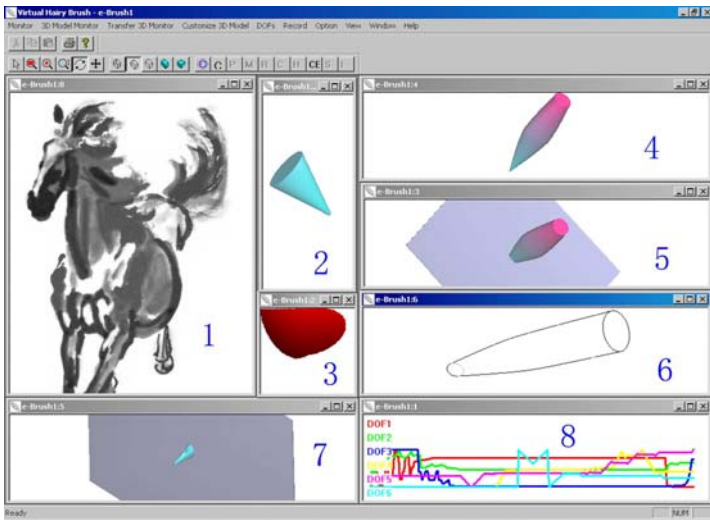 Virtual Hairy Brush - e-Brush1
Monitor 3D Model Monitor Transfer 3D Monitor Customize 3D Model DOFs Record Option View Window Help
C P M R C H CE S I
e-Brush1:0
e-Brush1...
e-Brush1:4
1
2
4
e-Brush1:3
5
e-Brush1:2
3
e-Brush1:6
6
e-Brush1:5
7
e-Brush1:1
DOF1
DOF2
DOF3
DOF5
DOF6
8
Ready
NUM